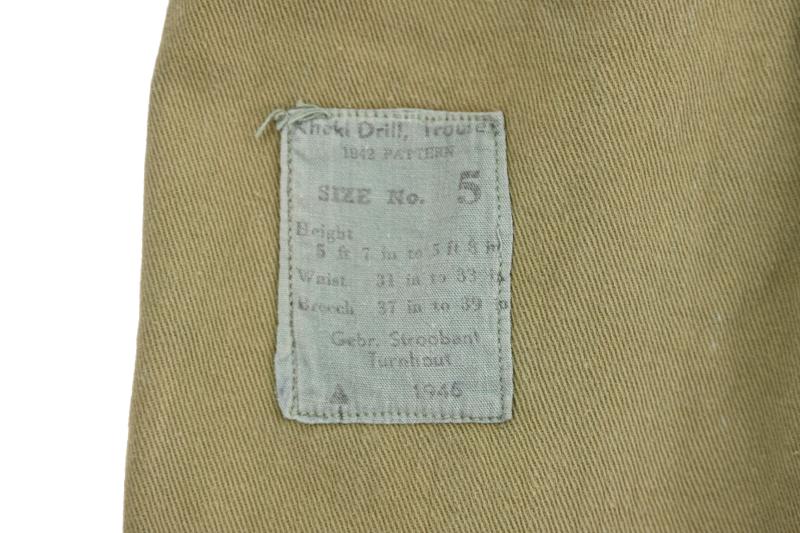 Khaki Drill, Trouser
1942 PATTERN
SIZE No. 5
Height
5 ft 7 in to 5 ft 8 in
Waist 31 in to 33 in
Breech 37 in to 39 in
Gebr. Stroobant
Turnhout
1946